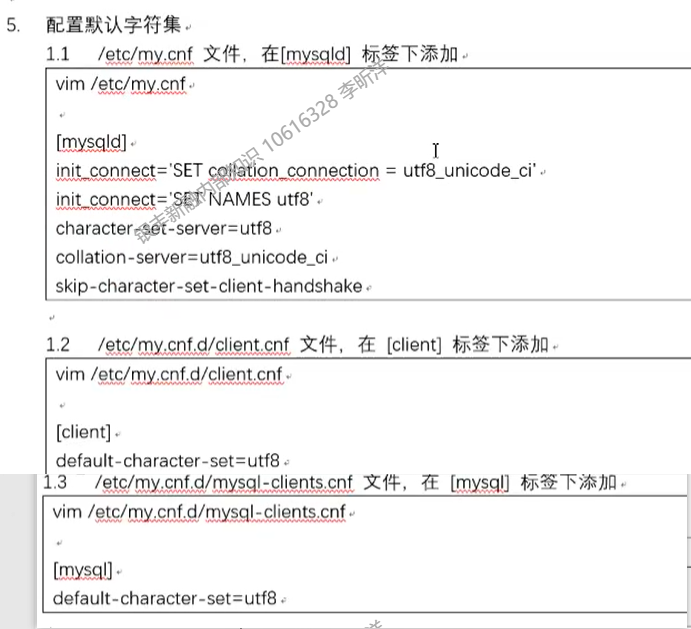 5. 配置默认字符集
1.1 /etc/my.cnf 文件，在[mysqld] 标签下添加
vim /etc/my.cnf
[mysqld]
init_connect='SET collation_connection = utf8_unicode_ci'
init_connect='SET NAMES utf8'
character-set-server=utf8
collation-server=utf8_unicode_ci
skip-character-set-client-handshake
1.2 /etc/my.cnf.d/client.cnf 文件，在 [client] 标签下添加
vim /etc/my.cnf.d/client.cnf
[client]
default-character-set=utf8
1.3 /etc/my.cnf.d/mysql-clients.cnf 文件，在 [mysql] 标签下添加
vim /etc/my.cnf.d/mysql-clients.cnf
[mysql]
default-character-set=utf8
10616328 李昕洋